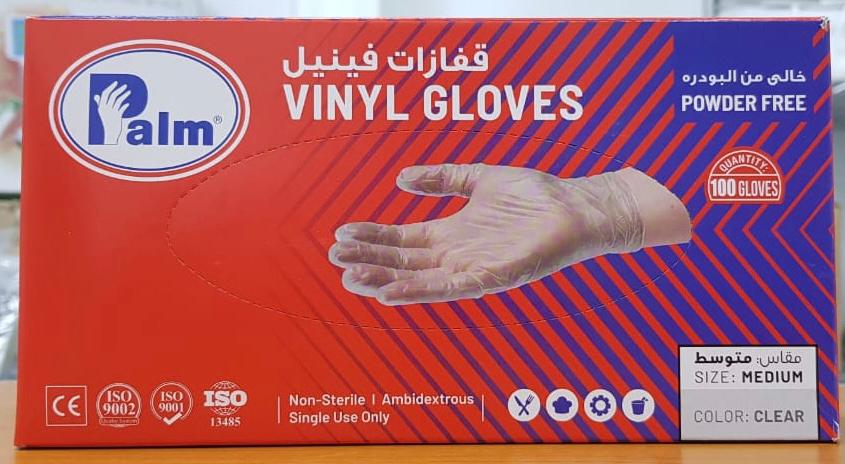 Palm®
قفازات فينيل
VINYL GLOVES
خالي من البودره
POWDER FREE
QUANTITY:
100 GLOVES
CE
ISO
9002
ISO
9001
ISO
13485
Non-Sterile I Ambidextrous
Single Use Only
مقاس: متوسط
SIZE: MEDIUM
COLOR: CLEAR